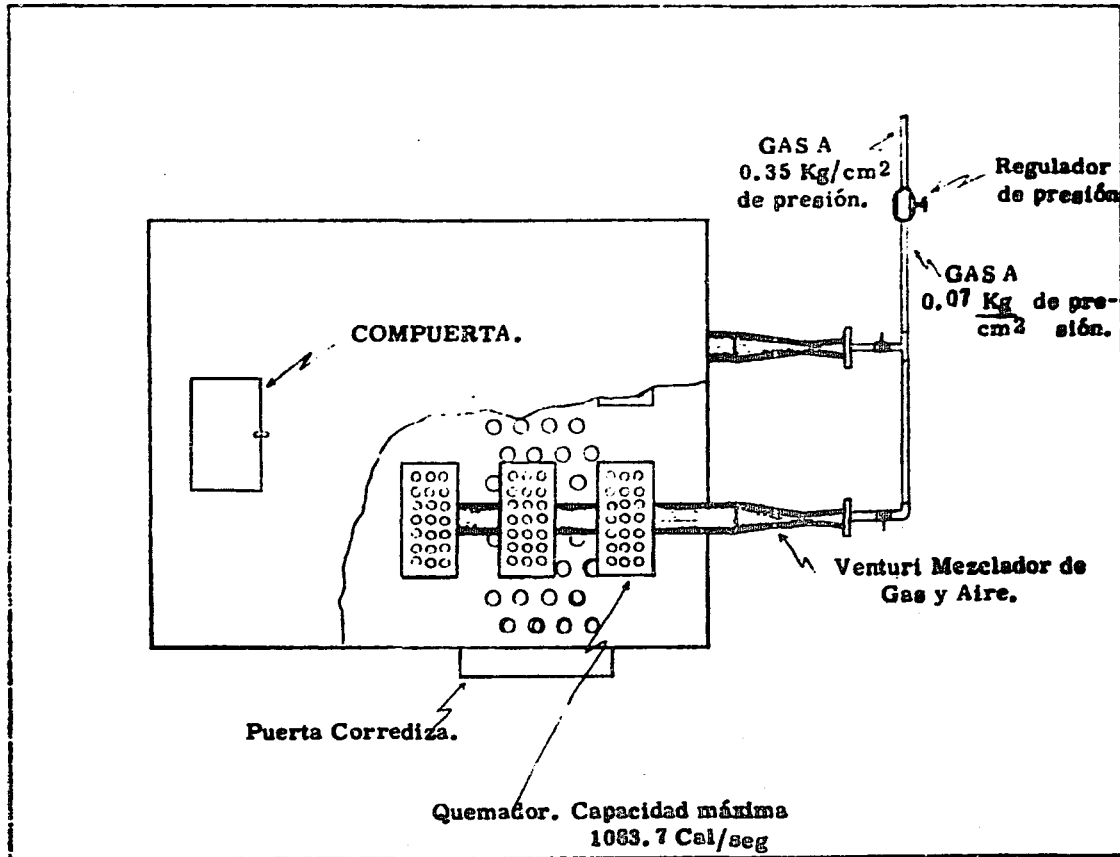 GAS A
0.35 Kg/cm2
de presión.
Regulador
de presión
GAS A
0.07 Kg/cm2 de pre-
sión.
COMPUERTA.
Venturi Mezclador de
Gas y Aire.
Puerta Corrediza.
Quemador. Capacidad máxima
1083.7 Cal/seg